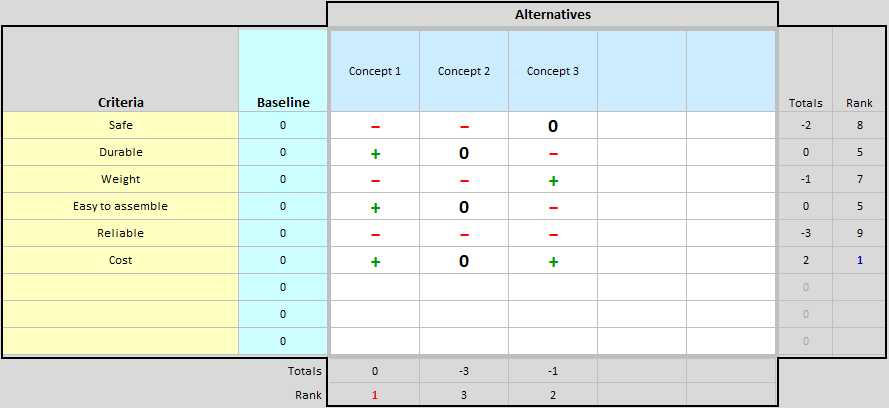 Alternatives
Criteria Baseline Concept 1 Concept 2 Concept 3 Totals Rank
Safe 0 − − 0 -2 8
Durable 0 + 0 − 0 5
Weight 0 − − + -1 7
Easy to assemble 0 + 0 − 0 5
Reliable 0 − − − -3 9
Cost 0 + 0 + 2 1
0 0
0 0
0 0
Totals 0 -3 -1
Rank 1 3 2